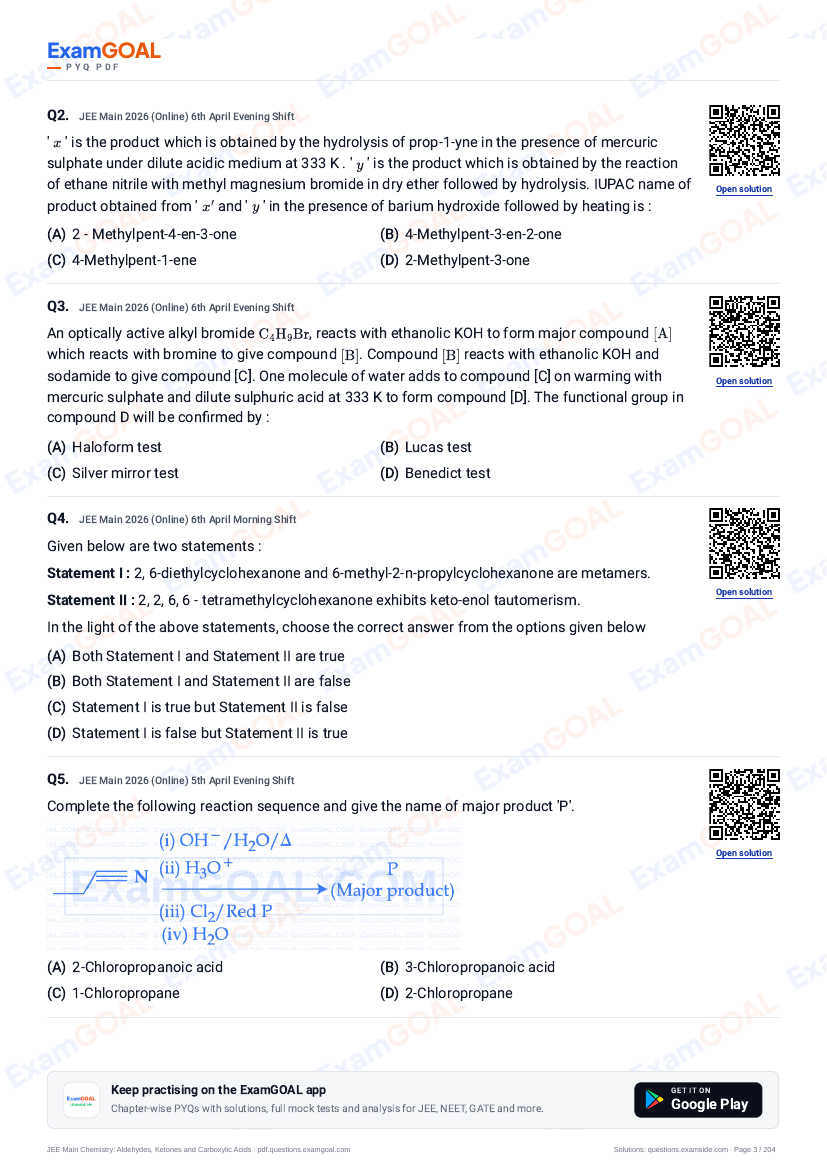 ExamGOAL
PYQ PDF
Q2. JEE Main 2026 (Online) 6th April Evening Shift
' x ' is the product which is obtained by the hydrolysis of prop-1-yne in the presence of mercuric
sulphate under dilute acidic medium at 333 K . ' y ' is the product which is obtained by the reaction
of ethane nitrile with methyl magnesium bromide in dry ether followed by hydrolysis. IUPAC name of
product obtained from ' x′ and ' y ' in the presence of barium hydroxide followed by heating is :
Open solution
(A) 2 - Methylpent-4-en-3-one
(B) 4-Methylpent-3-en-2-one
(C) 4-Methylpent-1-ene
(D) 2-Methylpent-3-one
Q3. JEE Main 2026 (Online) 6th April Evening Shift
An optically active alkyl bromide C₄H₉Br, reacts with ethanolic KOH to form major compound [A]
which reacts with bromine to give compound [B]. Compound [B] reacts with ethanolic KOH and
sodamide to give compound [C]. One molecule of water adds to compound [C] on warming with
mercuric sulphate and dilute sulphuric acid at 333 K to form compound [D]. The functional group in
compound D will be confirmed by :
Open solution
(A) Haloform test
(B) Lucas test
(C) Silver mirror test
(D) Benedict test
Q4. JEE Main 2026 (Online) 6th April Morning Shift
Given below are two statements :
Statement I : 2, 6-diethylcyclohexanone and 6-methyl-2-n-propylcyclohexanone are metamers.
Statement II : 2, 2, 6, 6 - tetramethylcyclohexanone exhibits keto-enol tautomerism.
In the light of the above statements, choose the correct answer from the options given below
Open solution
(A) Both Statement I and Statement II are true
(B) Both Statement I and Statement II are false
(C) Statement I is true but Statement II is false
(D) Statement I is false but Statement II is true
Q5. JEE Main 2026 (Online) 5th April Evening Shift
Complete the following reaction sequence and give the name of major product 'P'.
Open solution
(i) OH⁻/H₂O/Δ
N (ii) H₃O⁺
P
(Major product)
(iii) Cl₂/Red P
(iv) H₂O
(A) 2-Chloropropanoic acid
(B) 3-Chloropropanoic acid
(C) 1-Chloropropane
(D) 2-Chloropropane
Keep practising on the ExamGOAL app
Chapter-wise PYQs with solutions, full mock tests and analysis for JEE, NEET, GATE and more.
GET IT ON
Google Play
JEE Main Chemistry: Aldehydes, Ketones and Carboxylic Acids · pdf.questions.examgoal.com
Solutions: questions.examside.com · Page 3 / 204